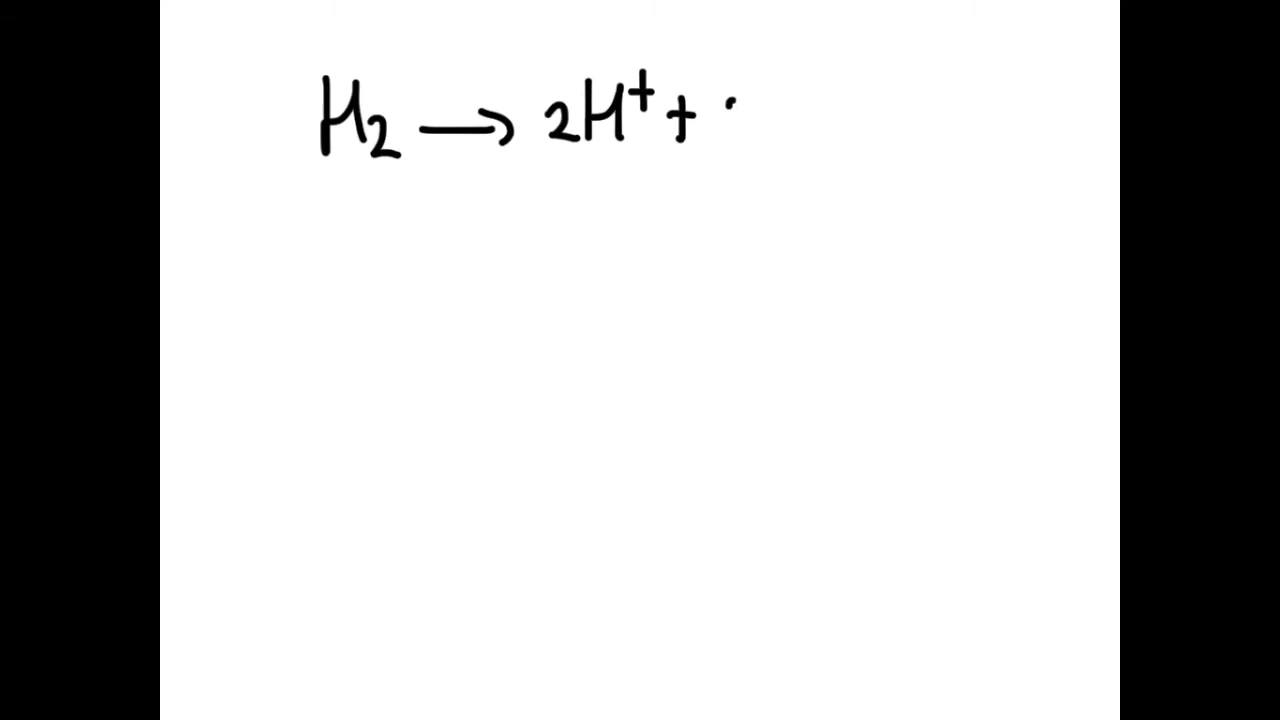 H₂ → 2H⁺ +